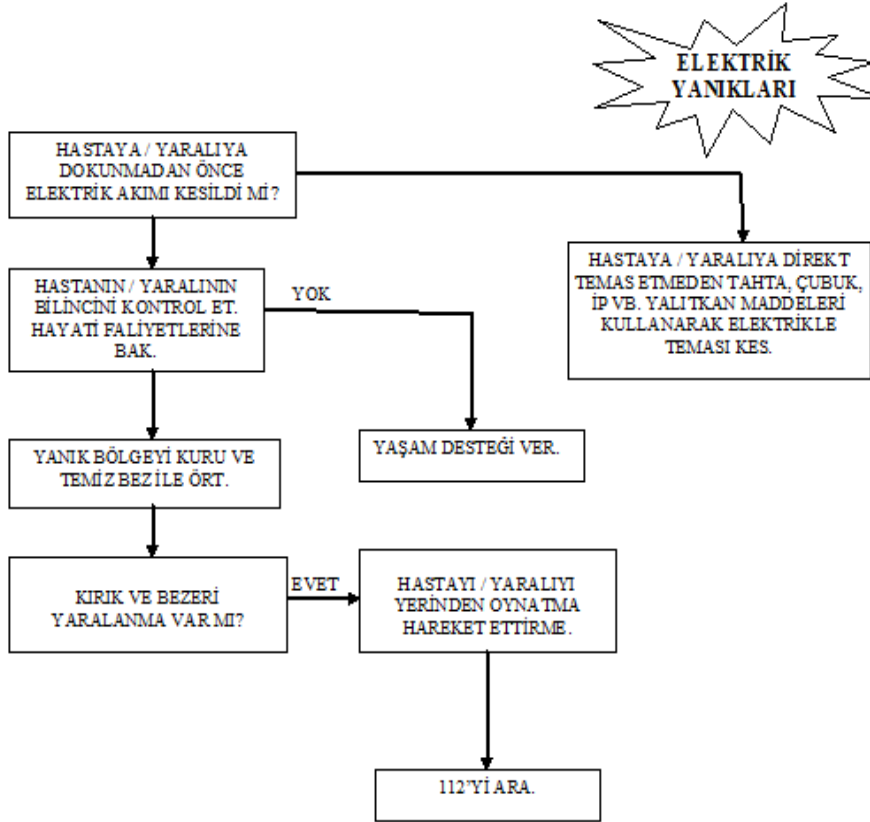 ELEKTRİK
YANIKLARI
HASTAYA / YARALIYA
DOKUNMADAN ÖNCE
ELEKTRİK AKIMI KESİLDİ Mİ?
HASTAYA / YARALIYA DİREKT
TEMAS ETMEDEN TAHTA, ÇUBUK,
İP VB. YALITKAN MADDELERİ
KULLANARAK ELEKTRİKLE
TEMASI KES.
HASTANIN / YARALININ
BİLİNCİNİ KONTROL ET.
HAYATİ FALİYETLERİNE
BAK.
YOK
YAŞAM DESTEĞİ VER.
YANIK BÖLGEYİ KURU VE
TEMİZ BEZ İLE ÖRT.
KIRIK VE BEZERİ
YARALANMA VAR MI?
EVET
HASTAYI / YARALIYI
YERİNDEN OYNATMA
HAREKET ETTİRME.
112'Yİ ARA.